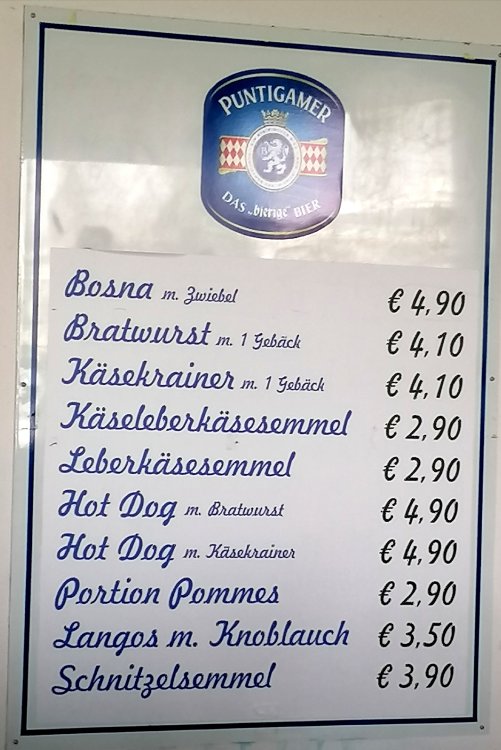 PUNTIGAMER
DAS „bierige" BIER
Bosna m. Zwiebel € 4,90
Bratwurst m. 1 Gebäck € 4,10
Käsekrainer m. 1 Gebäck € 4,10
Käseleberkäsesemmel € 2,90
Leberkäsesemmel € 2,90
Hot Dog m. Bratwurst € 4,90
Hot Dog m. Käsekrainer € 4,90
Portion Pommes € 2,90
Langos m. Knoblauch € 3,50
Schnitzelsemmel € 3,90